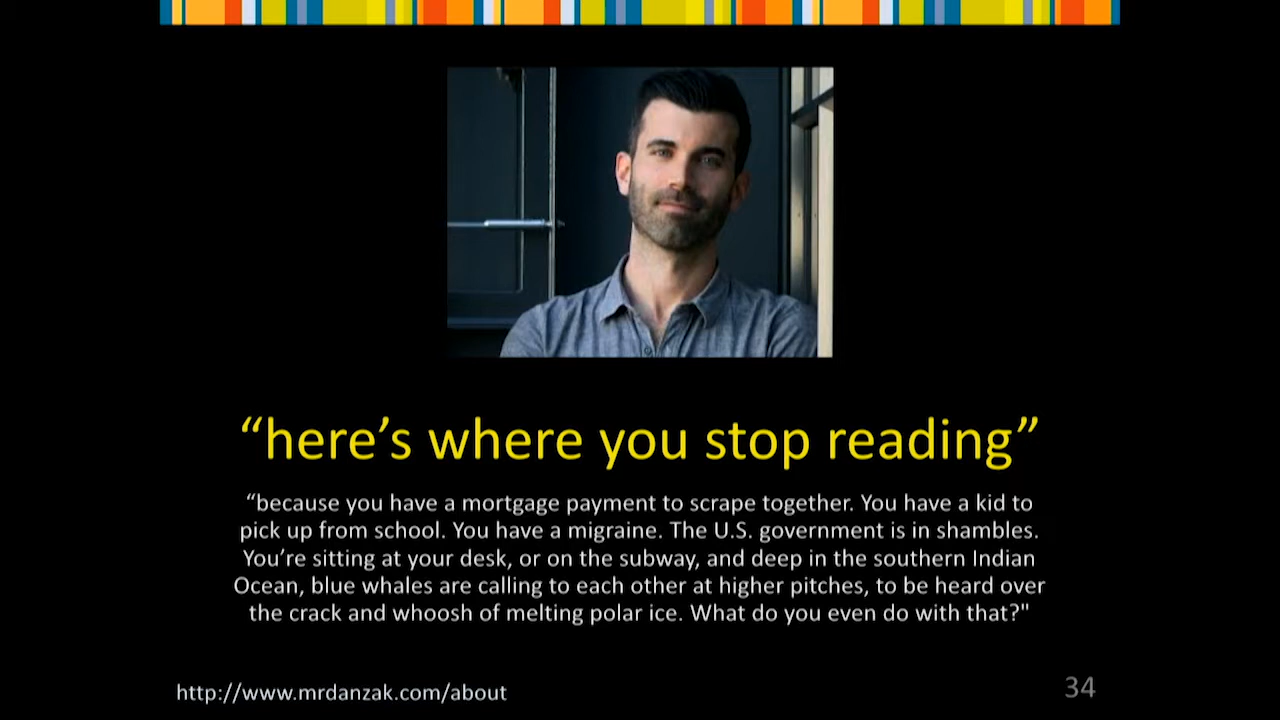 “here’s where you stop reading”
“because you have a mortgage payment to scrape together. You have a kid to
pick up from school. You have a migraine. The U.S. government is in shambles.
You’re sitting at your desk, or on the subway, and deep in the southern Indian
Ocean, blue whales are calling to each other at higher pitches, to be heard over
the crack and whoosh of melting polar ice. What do you even do with that?"
http://www.mrdanzak.com/about
34